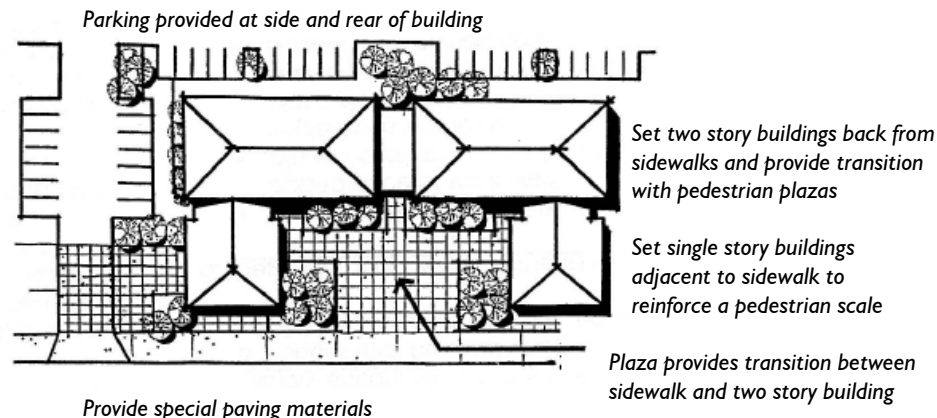 Parking provided at side and rear of building
Set two story buildings back from
sidewalks and provide transition
with pedestrian plazas
Set single story buildings
adjacent to sidewalk to
reinforce a pedestrian scale
Plaza provides transition between
sidewalk and two story building
Provide special paving materials